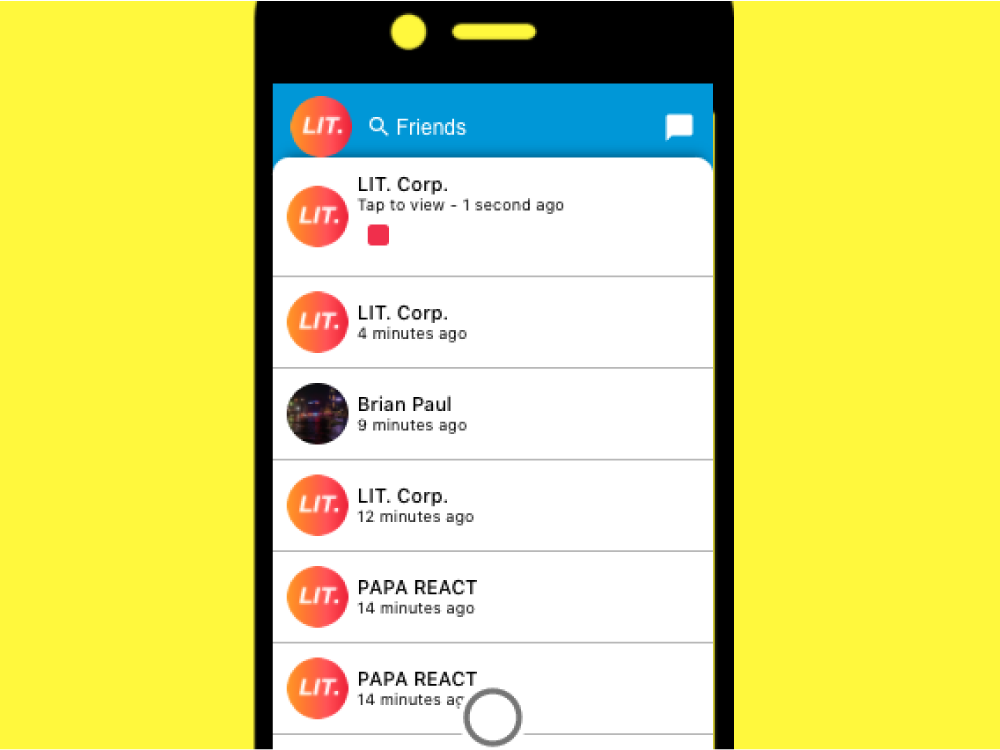 LIT. Friends
LIT. LIT. Corp.
Tap to view - 1 second ago
LIT. LIT. Corp.
4 minutes ago
Brian Paul
9 minutes ago
LIT. LIT. Corp.
12 minutes ago
LIT. PAPA REACT
14 minutes ago
LIT. PAPA REACT
14 minutes